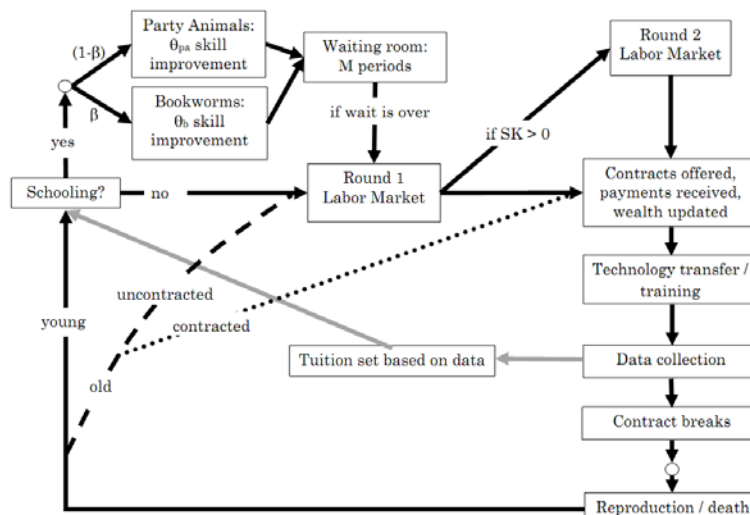 Party Animals:
θpa skill
improvement
(1-β)
Bookworms:
θb skill
improvement
β
Waiting room:
M periods
if wait is over
Round 2
Labor Market
if SK > 0
yes
Schooling?
no
Round 1
Labor Market
Contracts offered,
payments received,
wealth updated
Technology transfer /
training
uncontracted
contracted
young
old
Tuition set based on data
Data collection
Contract breaks
Reproduction / death